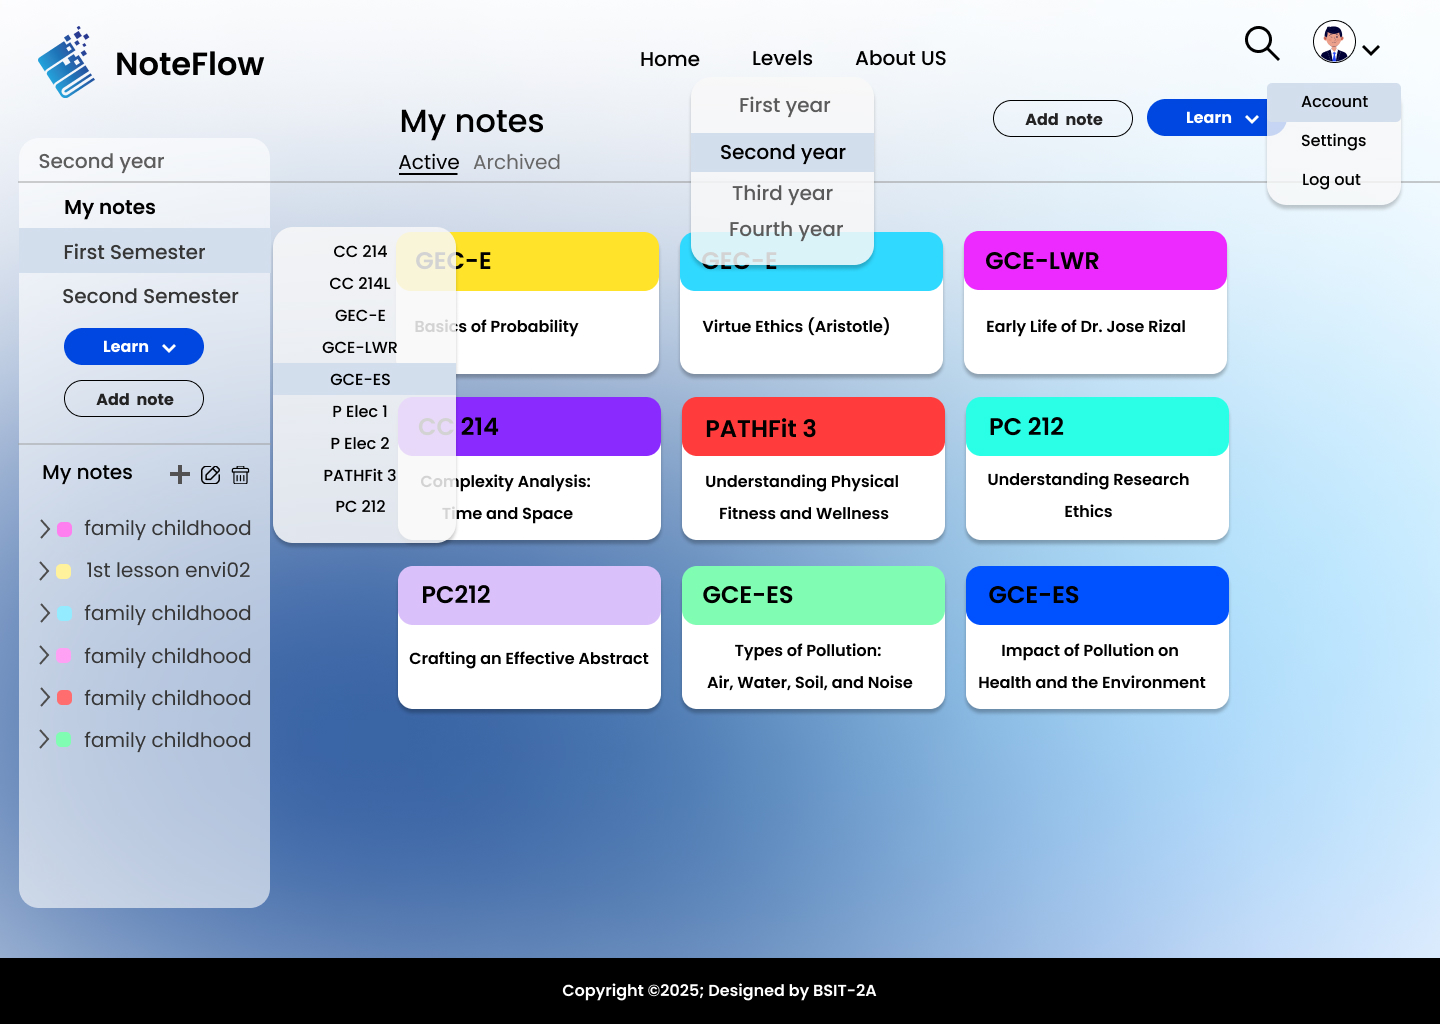 NoteFlow
Home
Levels
About US
First year
Second year
Third year
Fourth year
Account
Settings
Log out
My notes
Active Archived
Add note
Learn
Second year
My notes
First Semester
Second Semester
Learn
Add note
My notes
family childhood
1st lesson envi02
family childhood
family childhood
family childhood
family childhood
CC 214
CC 214L
GEC-E
GCE-LWR
GCE-ES
P Elec 1
P Elec 2
PATHFit 3
PC 212
GEC-E
Basics of Probability
GEC-E
Virtue Ethics (Aristotle)
GCE-LWR
Early Life of Dr. Jose Rizal
CC 214
Complexity Analysis:
Time and Space
PATHFit 3
Understanding Physical
Fitness and Wellness
PC 212
Understanding Research
Ethics
PC212
Crafting an Effective Abstract
GCE-ES
Types of Pollution:
Air, Water, Soil, and Noise
GCE-ES
Impact of Pollution on
Health and the Environment
Copyright ©2025; Designed by BSIT-2A